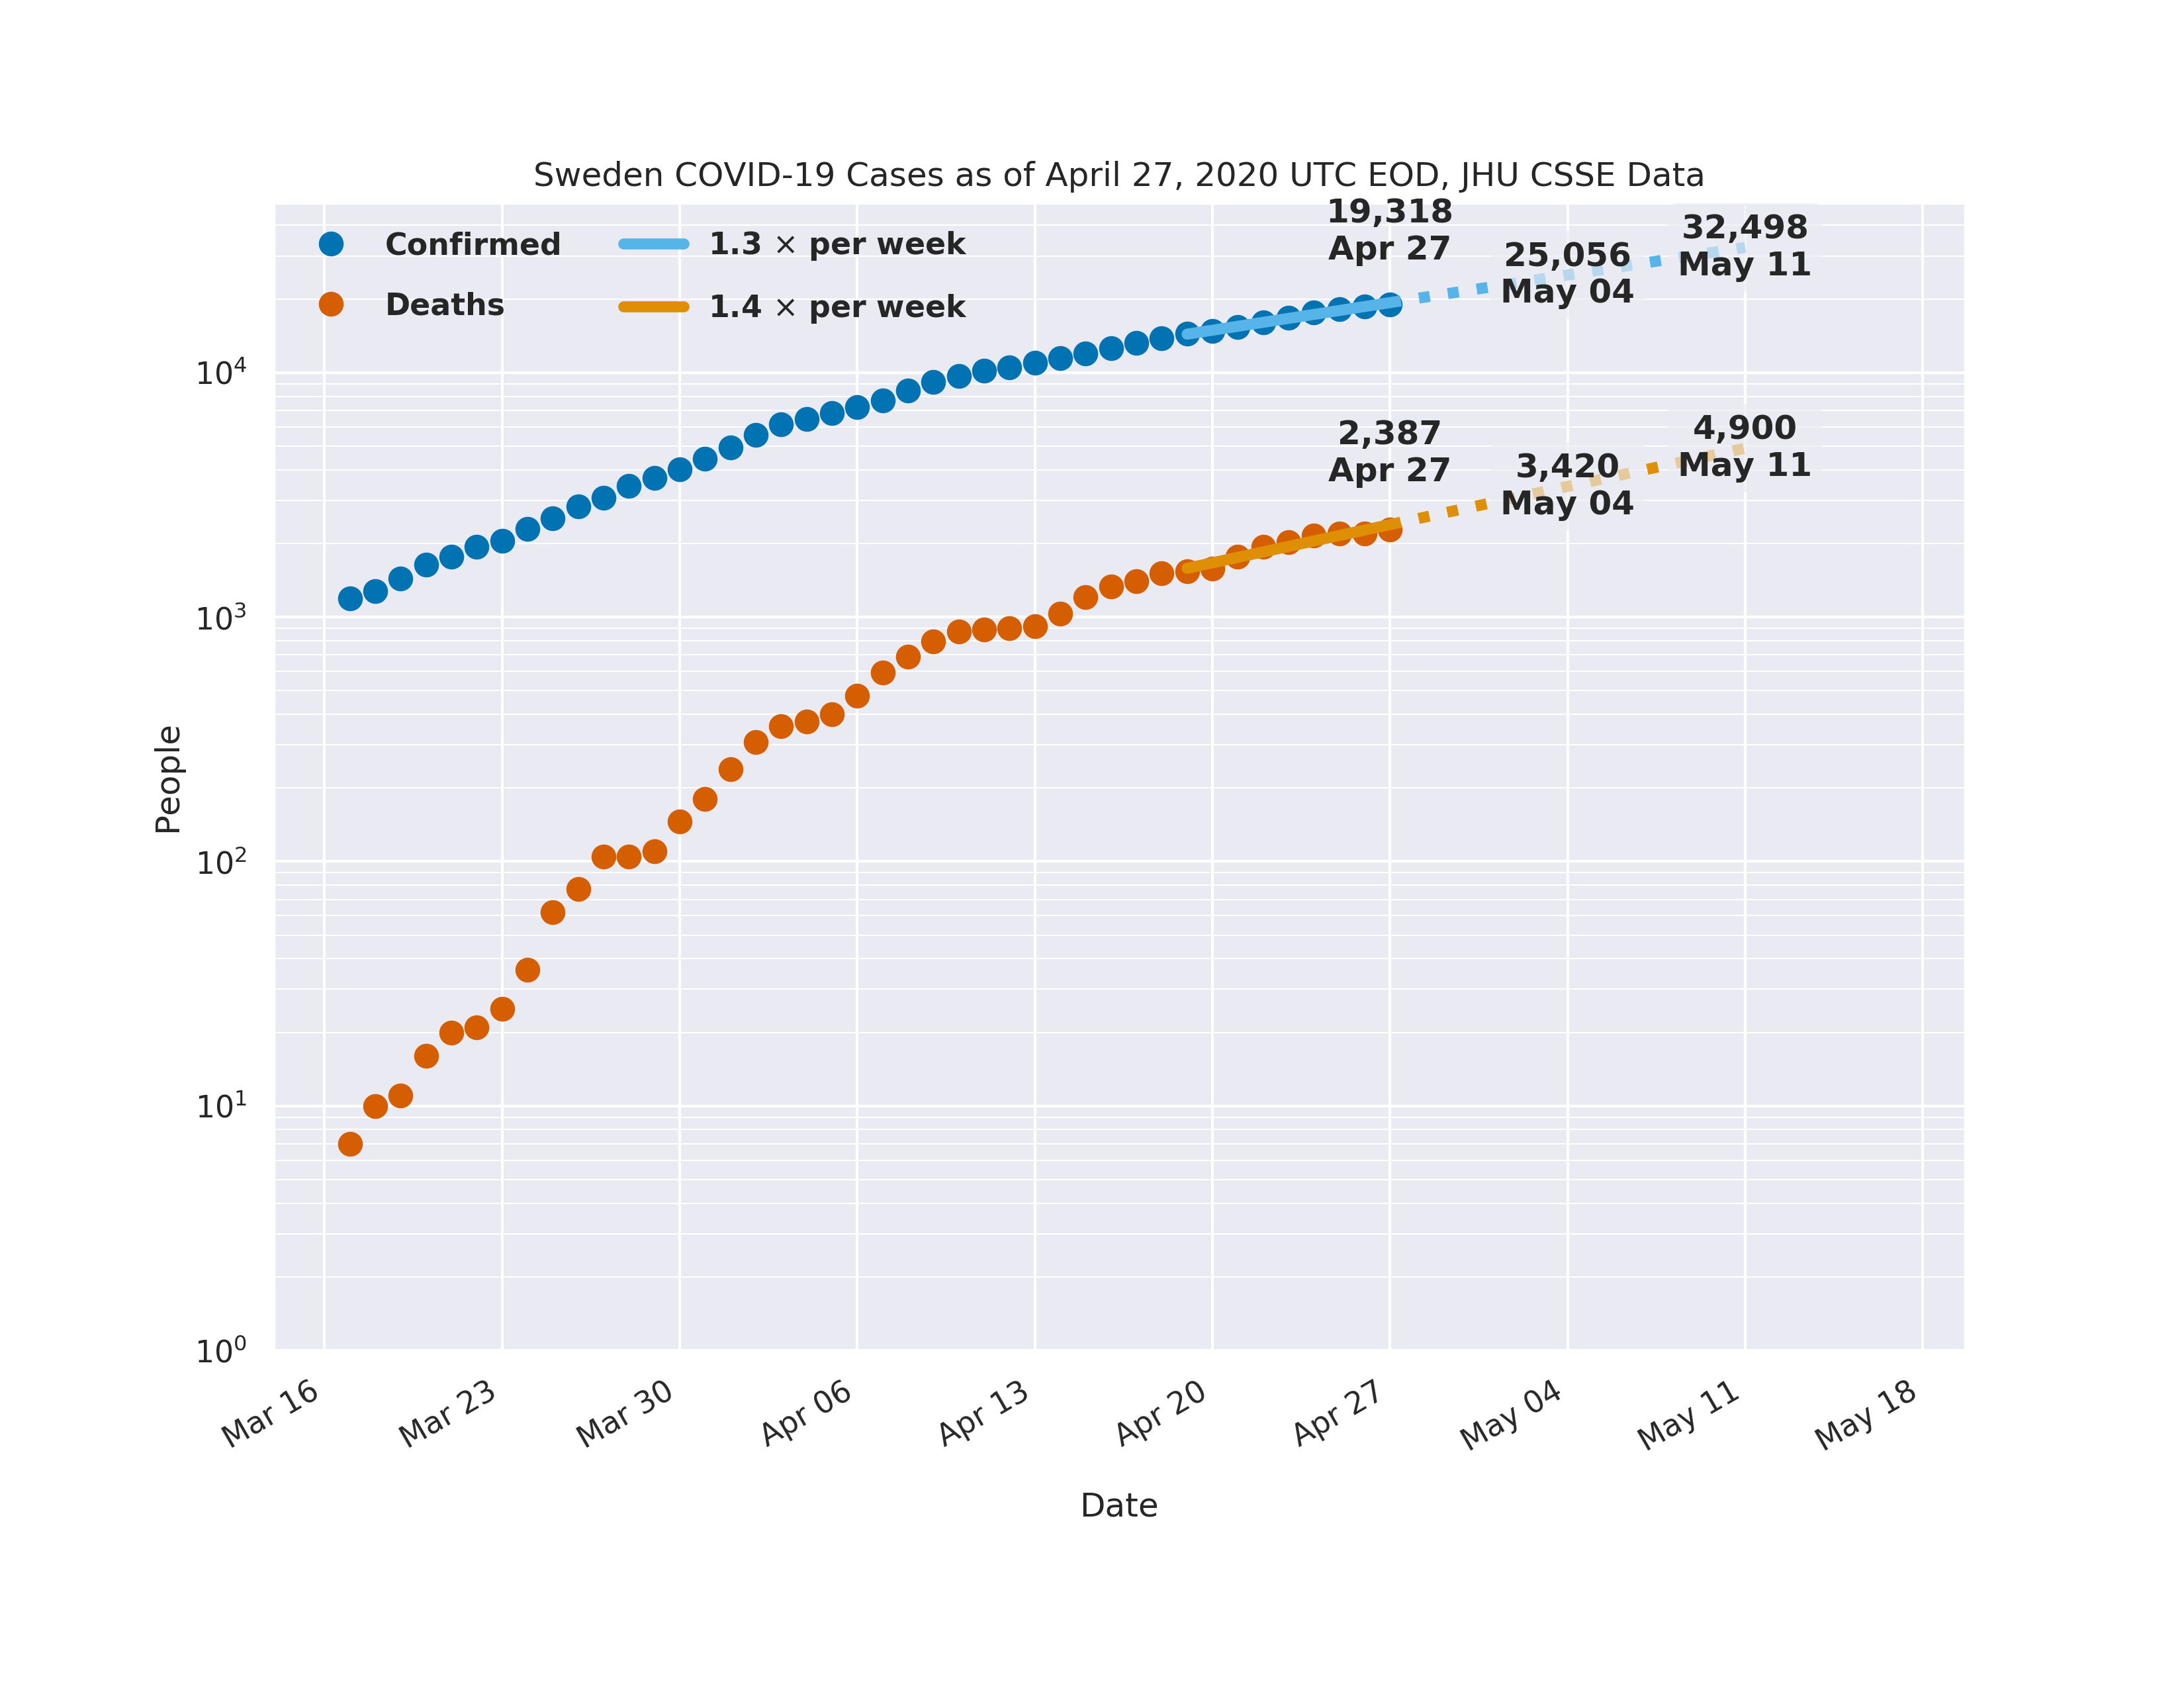 Sweden COVID-19 Cases as of April 27, 2020 UTC EOD, JHU CSSE Data
Confirmed
Deaths
1.3 × per week
1.4 × per week
19,318
Apr 27
25,056
May 04
32,498
May 11
2,387
Apr 27
3,420
May 04
4,900
May 11
People
10⁴
10³
10²
10¹
10⁰
Mar 16
Mar 23
Mar 30
Apr 06
Apr 13
Apr 20
Apr 27
May 04
May 11
May 18
Date